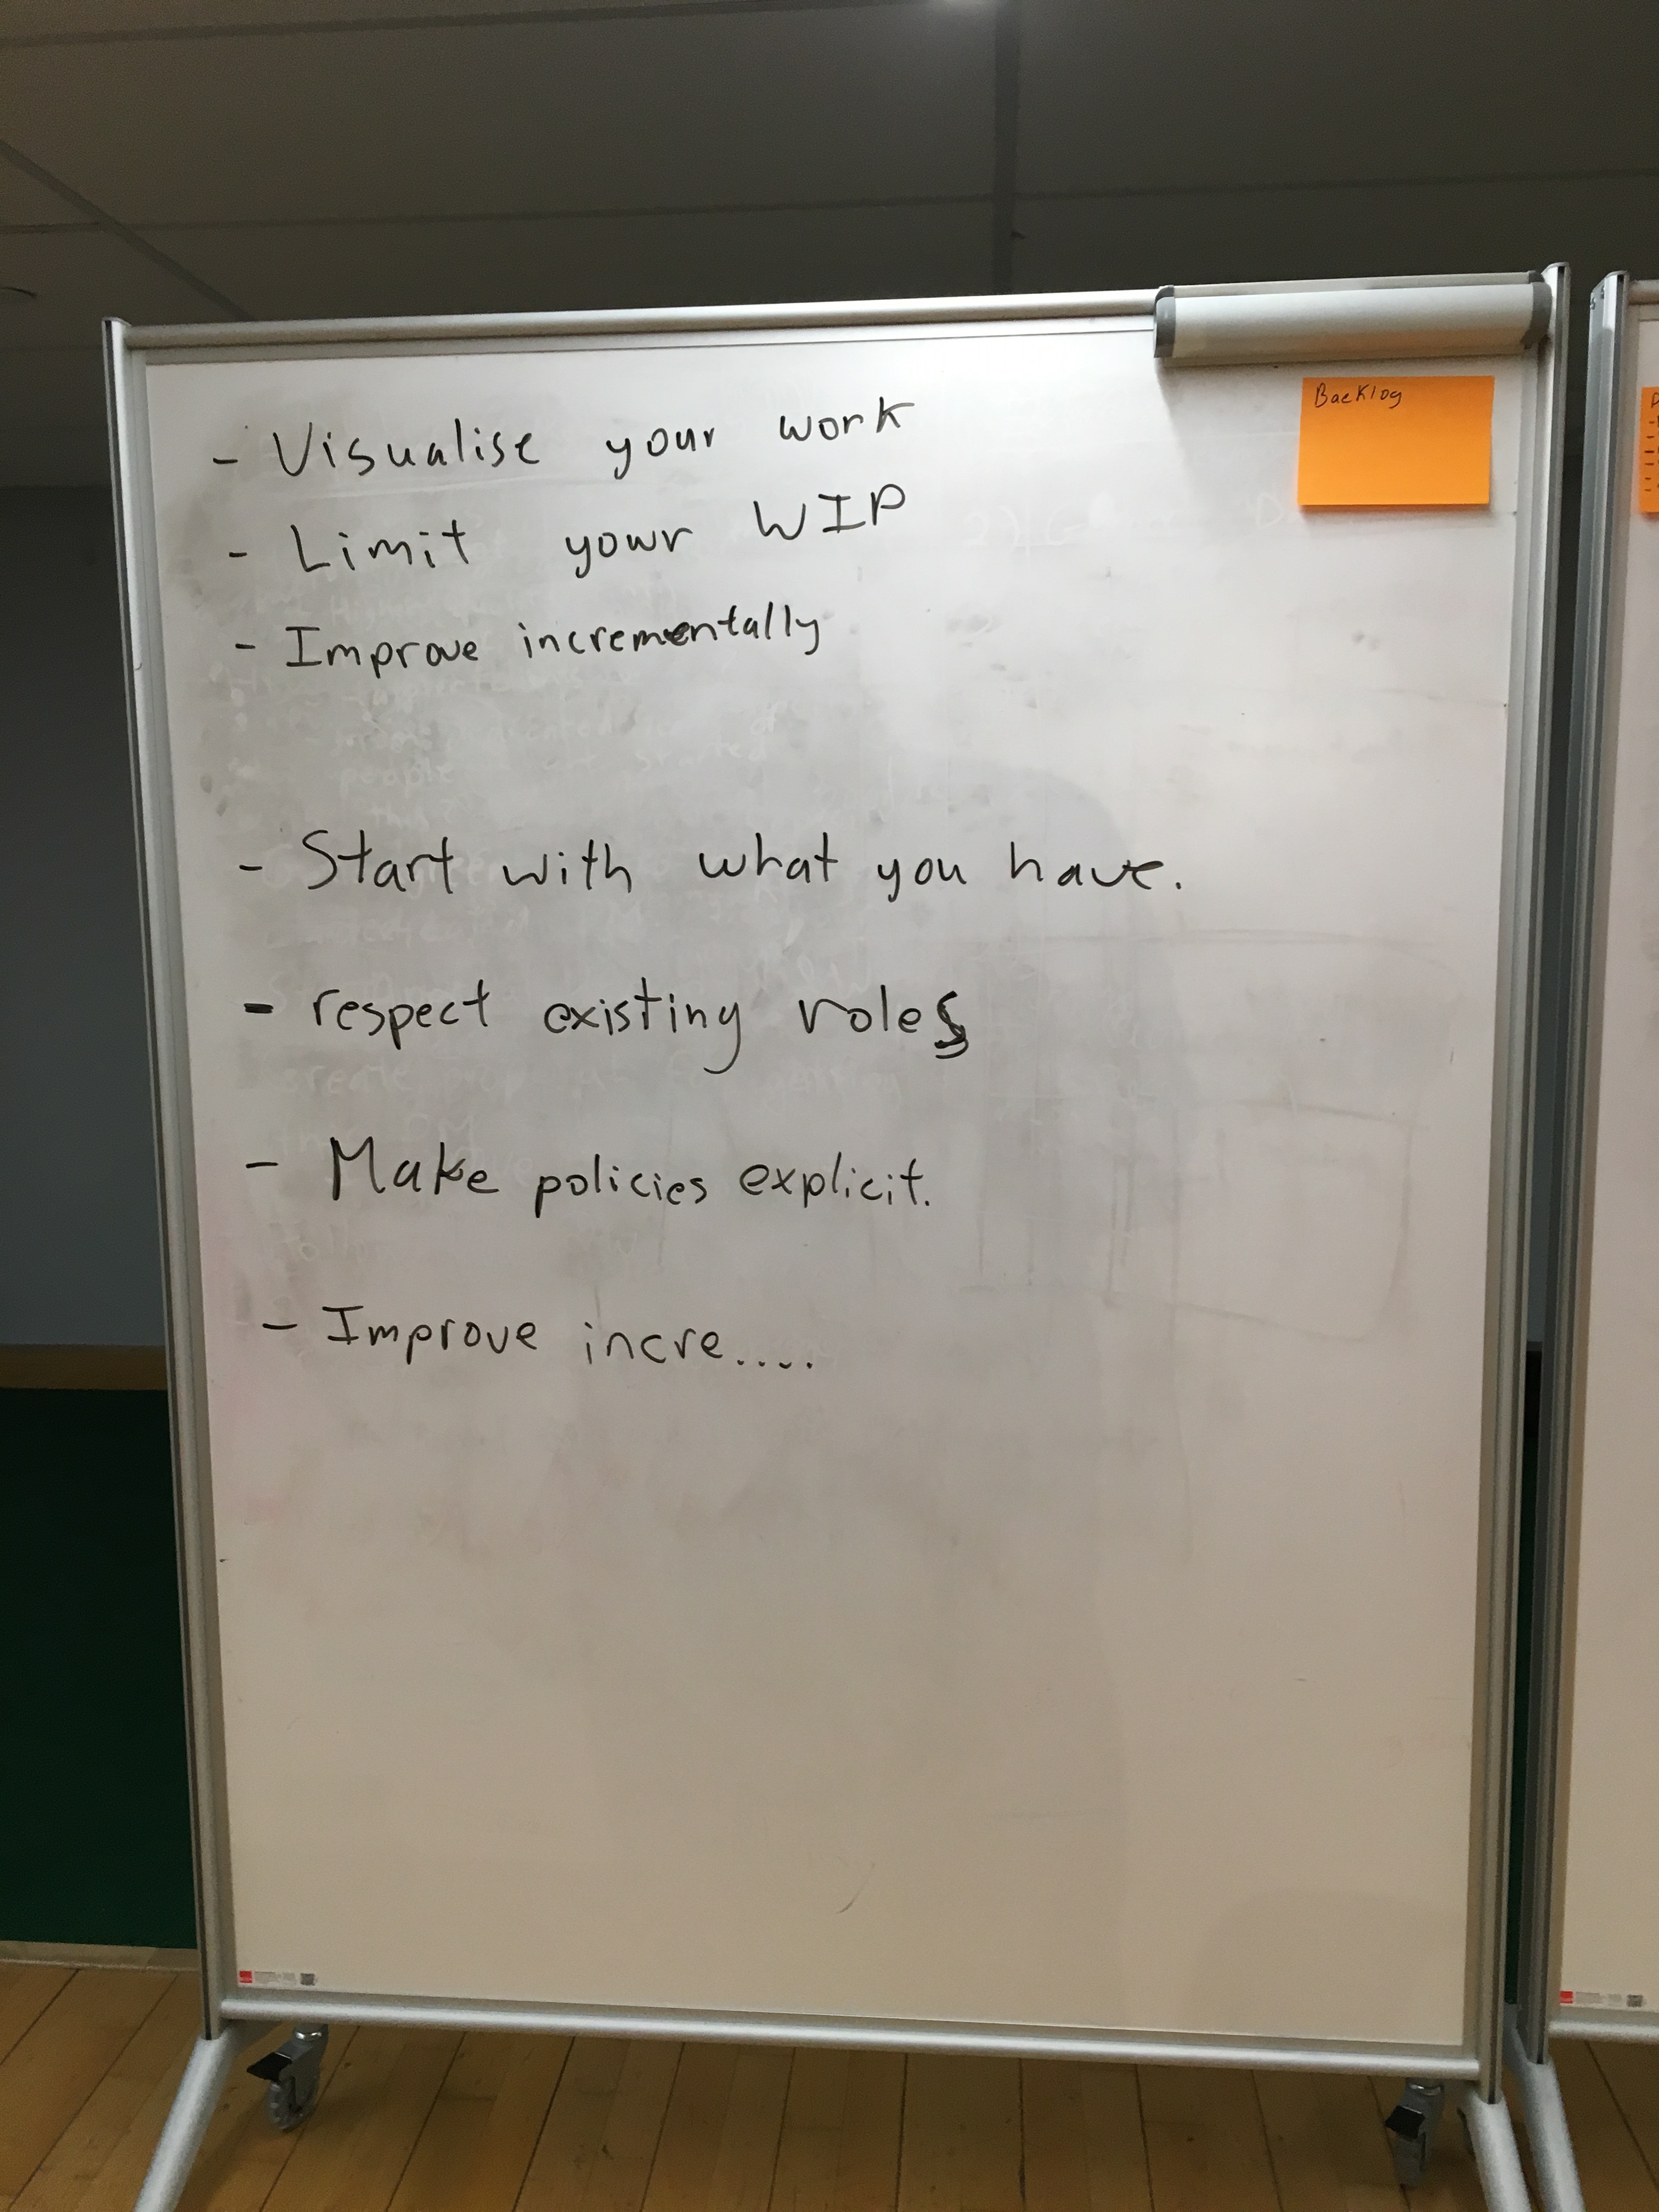 - Visualise your work
- Limit your WIP
- Improve incrementally
- Start with what you have.
- respect existing roles
- Make policies explicit.
- Improve incre....
Backlog